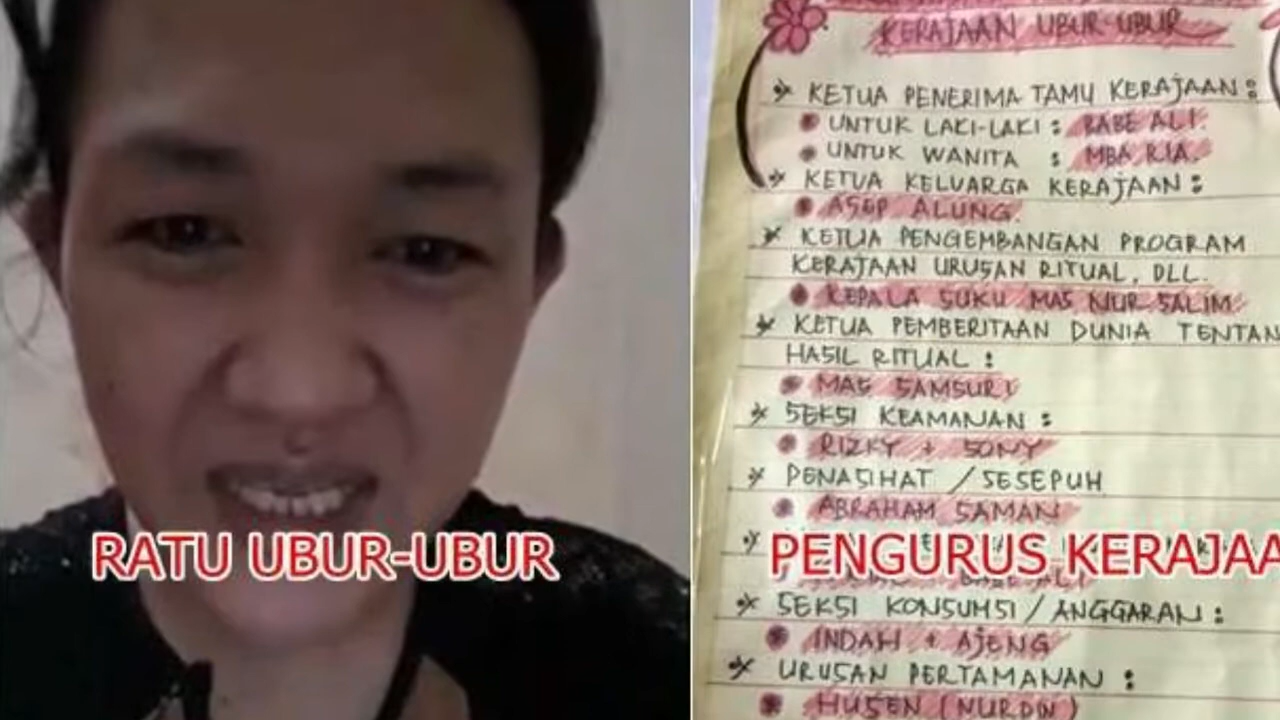 RATU UBUR-UBUR
KERAJAAN UBUR-UBUR
KETUA PENERIMA TAMU KERAJAAN :
UNTUK LAKI-LAKI : BABE ALI.
UNTUK WANITA : MBA RIA.
KETUA KELUARGA KERAJAAN :
ASEP ALUNG.
KETUA PENGEMBANGAN PROGRAM
KERAJAAN URUSAN RITUAL, DLL.
KEPALA SUKU MAS NUR SALIM
KETUA PEMBERITAAN DUNIA TENTAN
HASIL RITUAL :
MAS SAMSURI
SEKSI KEAMANAN :
RIZKY + SONY
PENASIHAT / SESEPUH
ABRAHAM SAMAN
PENGURUS KERAJAA
SEKSI KONSUMSI / ANGGARAN :
INDAH + AJENG
URUSAN PERTAMANAN :
HUSEN (NURDIN)